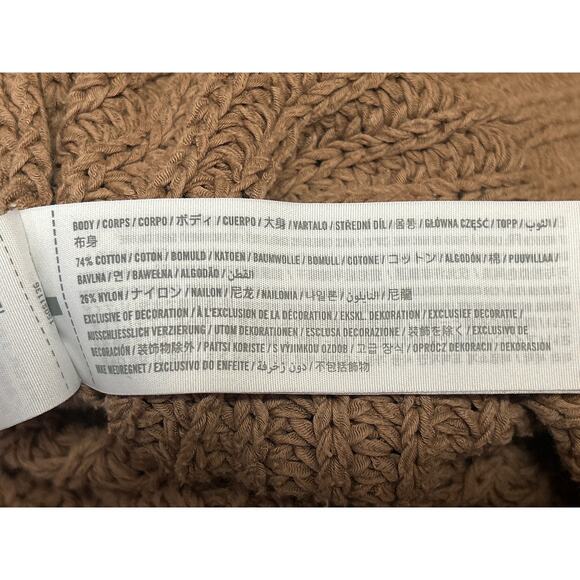 BODY / CORPS / CORPO / ボディ / CUERPO / 大身 / VARTALO / STŘEDNÍ DÍL / 몸통 / GŁÓWNA CZĘŚĆ / TOPP / الثوب /
布身
74% COTTON / COTON / BOMULD / KATOEN / BAUMWOLLE / BOMULL / COTONE / コットン / ALGODÓN / 棉 / PUUVILLAA /
BAVLNA / 면 / BAWEŁNA / ALGODÃO / القطن
26% NYLON / ナイロン / NAILON / 尼龙 / NAILONIA / 나일론 / النايلون / 尼龍
EXCLUSIVE OF DECORATION / À L'EXCLUSION DE LA DÉCORATION / EKSKL. DEKORATION / EXCLUSIEF DECORATIE /
AUSSCHLIESSLICH VERZIERUNG / UTOM DEKORATIONEN / ESCLUSA DECORAZIONE / 装飾を除く / EXCLUSIVO DE
DECORACIÓN / 装饰物除外 / PAITSI KORISTE / S VÝJIMKOU OZDOB / 고급 장식 / OPRÓCZ DEKORACJI / DEKORASJON
IKKE MEDREGNET / EXCLUSIVO DO ENFEITE / دون زخرفة / 不包括飾物